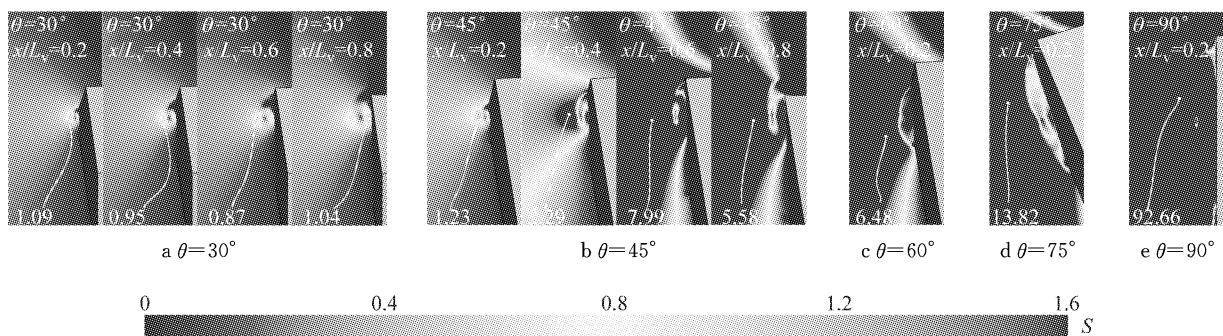 θ=30° θ=30° θ=30° θ=30° θ=45° θ=45° θ=60° θ=75° θ=90°
x/Lv=0.2 x/Lv=0.4 x/Lv=0.6 x/Lv=0.8 x/Lv=0.2 x/Lv=0.2
1.09 0.95 0.87 1.04 1.23 7.99 5.58 6.48 13.82 92.66
a θ=30° b θ=45° c θ=60° d θ=75° e θ=90°
0 0.4 0.8 1.2 1.6
S